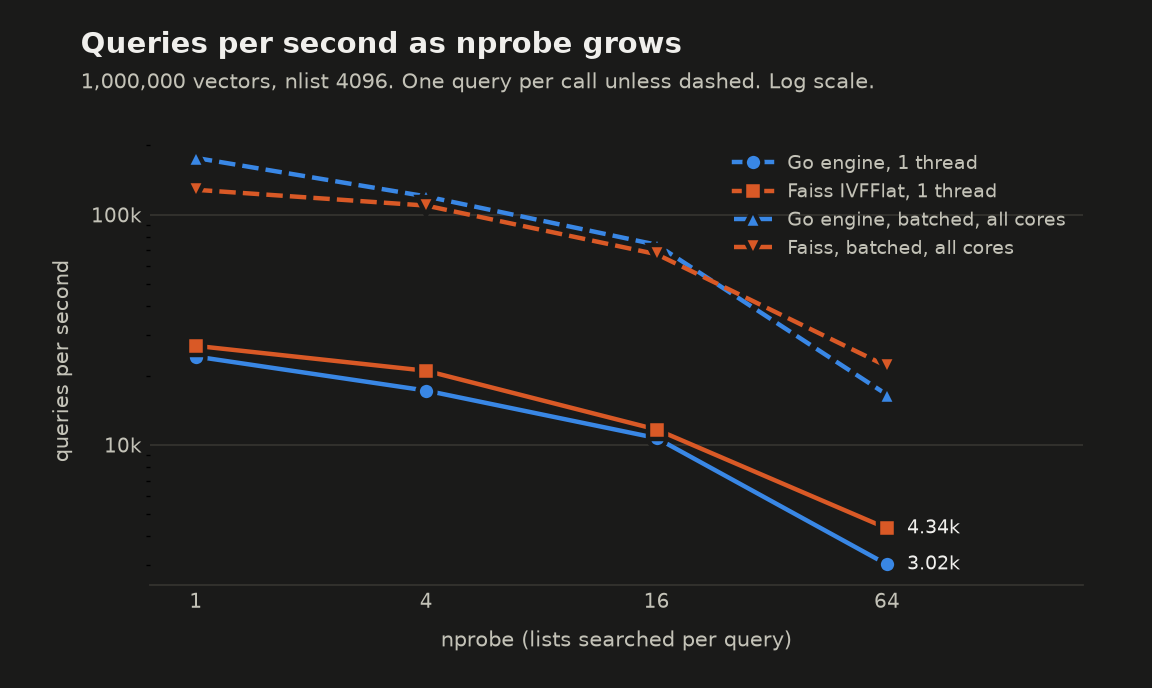 Queries per second as nprobe grows
1,000,000 vectors, nlist 4096. One query per call unless dashed. Log scale.
Go engine, 1 thread
Faiss IVFFlat, 1 thread
Go engine, batched, all cores
Faiss, batched, all cores
100k
10k
queries per second
4.34k
3.02k
1 4 16 64
nprobe (lists searched per query)